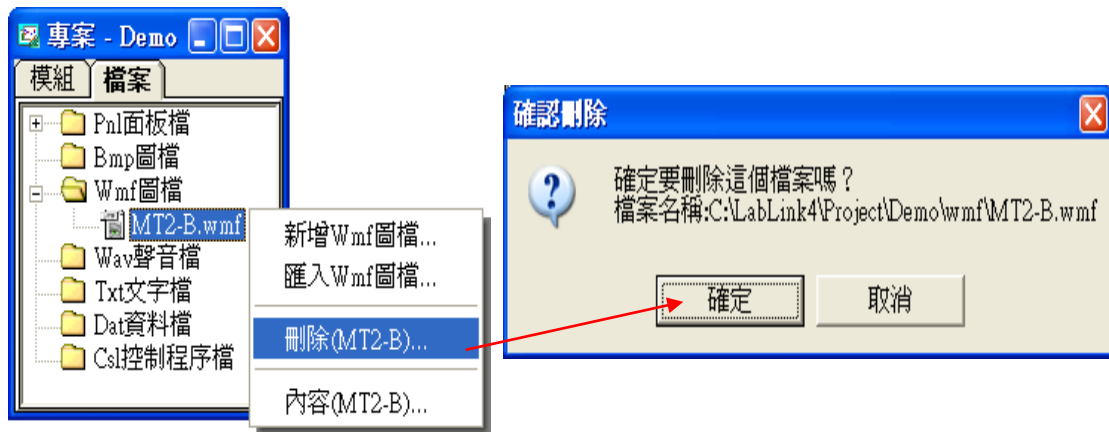 專案 - Demo
模組 檔案
Pnl面板檔
Bmp圖檔
Wmf圖檔
MT2-B.wmf
Wav聲音檔
Txt文字檔
Dat資料檔
Csl控制程序檔
新增Wmf圖檔...
匯入Wmf圖檔...
刪除(MT2-B)...
內容(MT2-B)...
確認刪除
確定要刪除這個檔案嗎？
檔案名稱:C:\LabLink4\Project\Demo\wmf\MT2-B.wmf
確定 取消